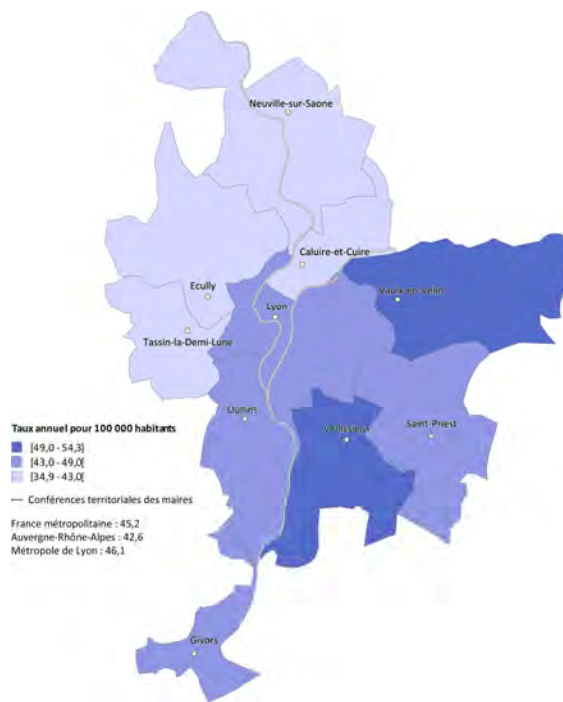 Neuville-sur-Saone
Caluire-et-Cuire
Ecully
Vaulx-en-Velin
Lyon
Tassin-la-Demi-Lune
Oullins
Vénissieux
Saint-Priest
Taux annuel pour 100 000 habitants
[49,0 - 54,3]
[43,0 - 49,0[
[34,9 - 43,0[
Conférences territoriales des maires
France métropolitaine : 45,2
Auvergne-Rhône-Alpes : 42,6
Métropole de Lyon : 46,1
Givors